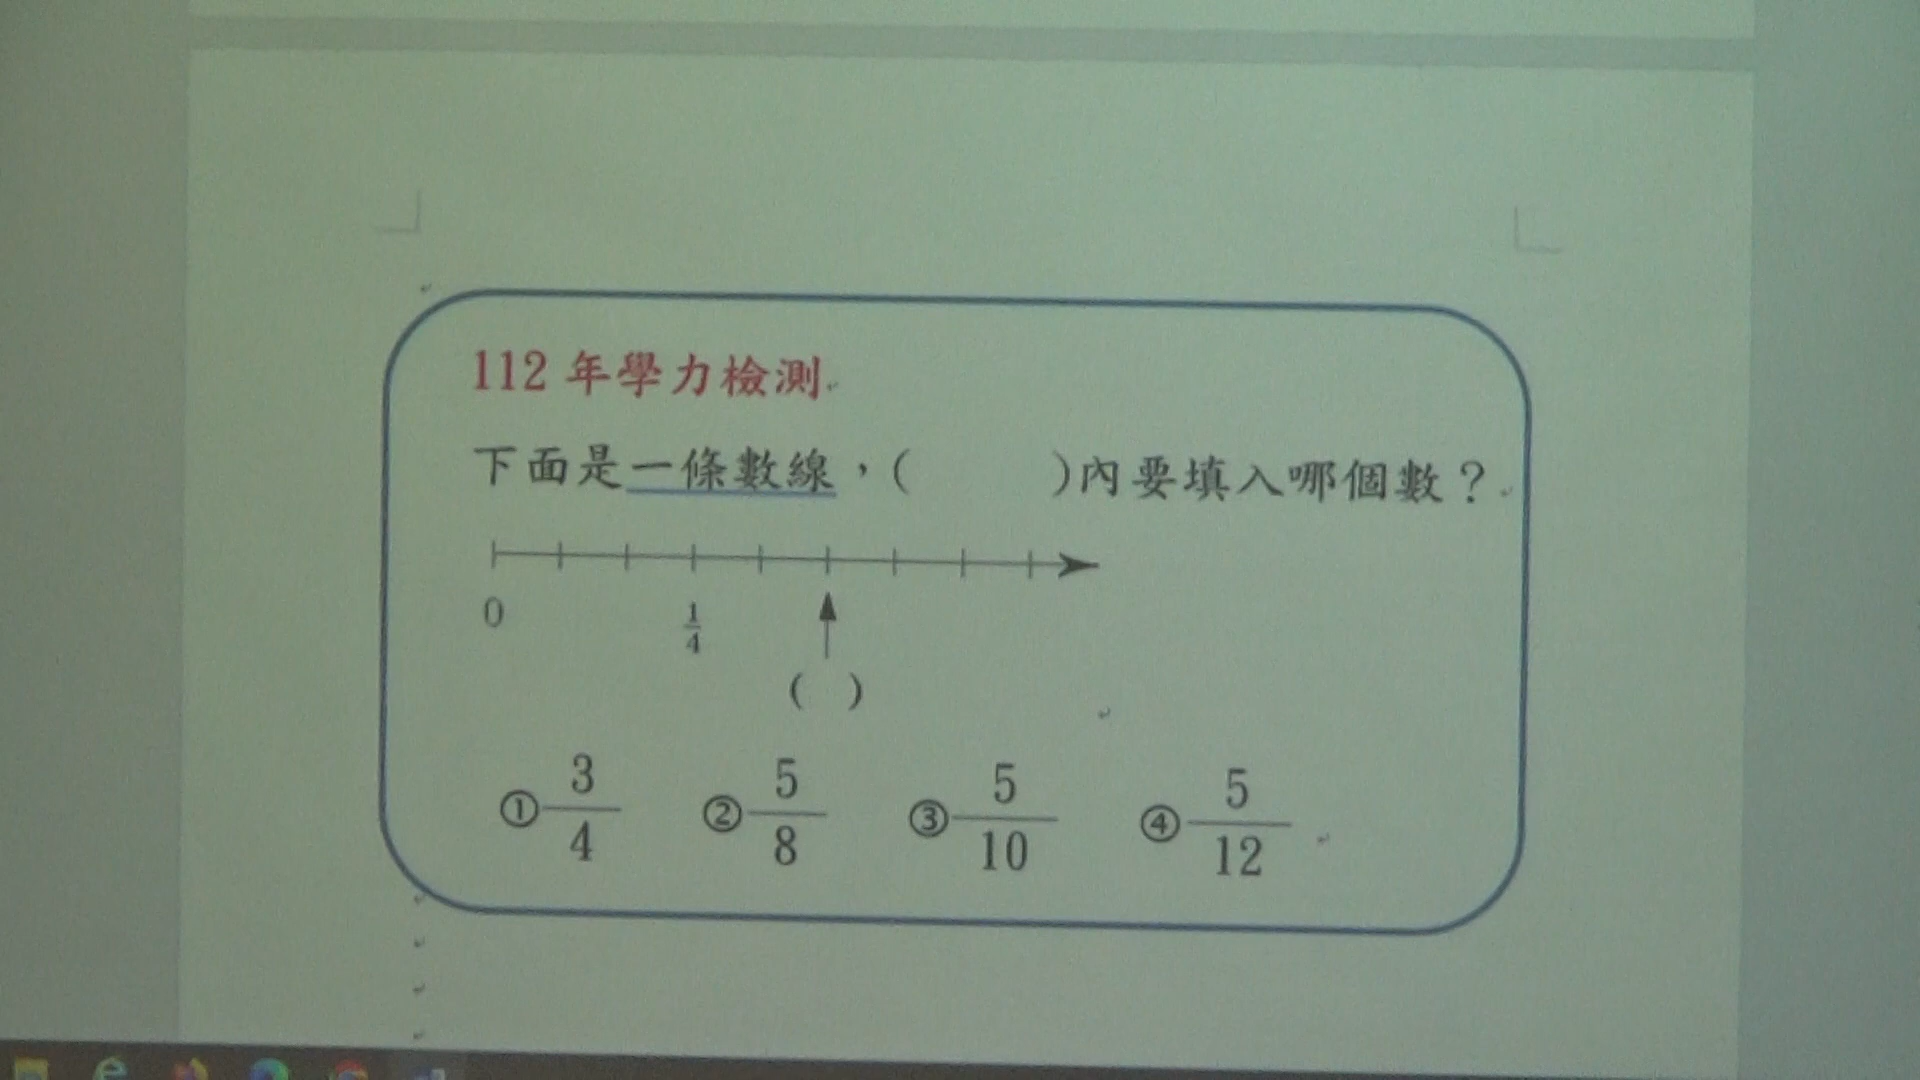 112 年學力檢測
下面是一條數線，(　　　)內要填入哪個數？
0 1/4
( )
① 3/4 ② 5/8 ③ 5/10 ④ 5/12